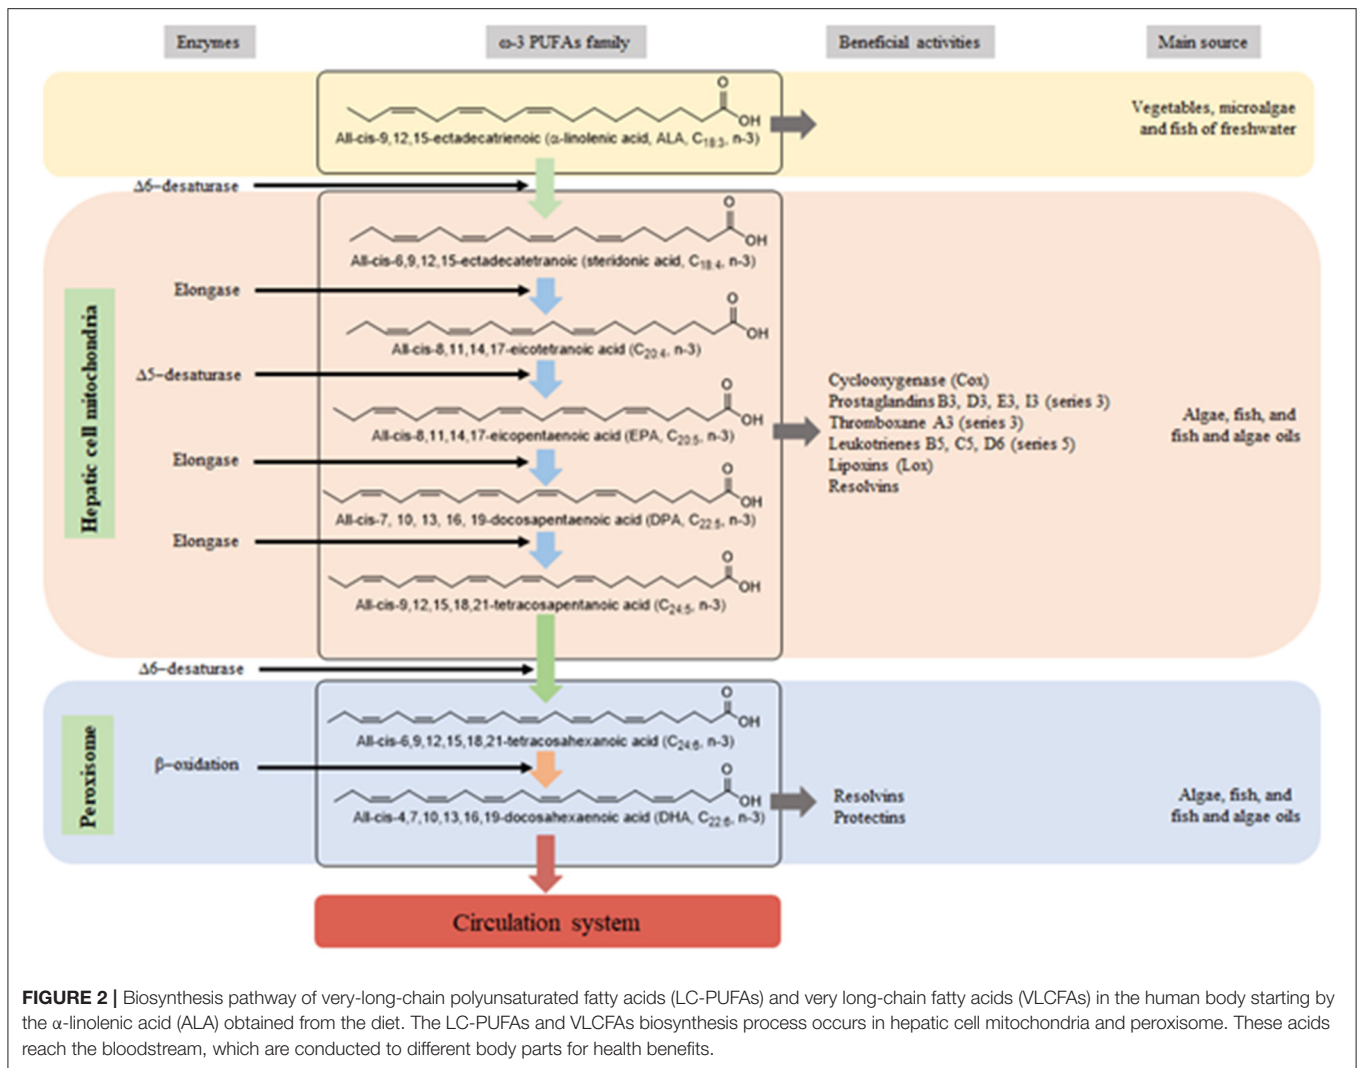 Enzymes
ω-3 PUFAs family
Beneficial activities
Main source
O
OH
All-cis-9,12,15-ectadecatrienoic (α-linolenic acid, ALA, C18:3, n-3)
Vegetables, microalgae
and fish of freshwater
Δ6-desaturase
O
OH
All-cis-6,9,12,15-ectadecatetranoic (steridonic acid, C18:4, n-3)
Hepatic cell mitochondria
Elongase
O
OH
All-cis-8,11,14,17-eicotetranoic acid (C20:4, n-3)
Δ5-desaturase
O
OH
All-cis-8,11,14,17-eicopentaenoic acid (EPA, C20:5, n-3)
Cyclooxygenase (Cox)
Prostaglandins B3, D3, E3, I3 (series 3)
Thromboxane A3 (series 3)
Leukotrienes B5, C5, D6 (series 5)
Lipoxins (Lox)
Resolvins
Algae, fish, and
fish and algae oils
Elongase
O
OH
All-cis-7, 10, 13, 16, 19-docosapentaenoic acid (DPA, C22:5, n-3)
Elongase
O
OH
All-cis-9,12,15,18,21-tetracosapentanoic acid (C24:5, n-3)
Δ6-desaturase
O
OH
All-cis-6,9,12,15,18,21-tetracosahexanoic acid (C24:6, n-3)
Peroxisome
β-oxidation
O
OH
All-cis-4,7,10,13,16,19-docosahexaenoic acid (DHA, C22:6, n-3)
Resolvins
Protectins
Algae, fish, and
fish and algae oils
Circulation system
FIGURE 2 | Biosynthesis pathway of very-long-chain polyunsaturated fatty acids (LC-PUFAs) and very long-chain fatty acids (VLCFAs) in the human body starting by
the α-linolenic acid (ALA) obtained from the diet. The LC-PUFAs and VLCFAs biosynthesis process occurs in hepatic cell mitochondria and peroxisome. These acids
reach the bloodstream, which are conducted to different body parts for health benefits.